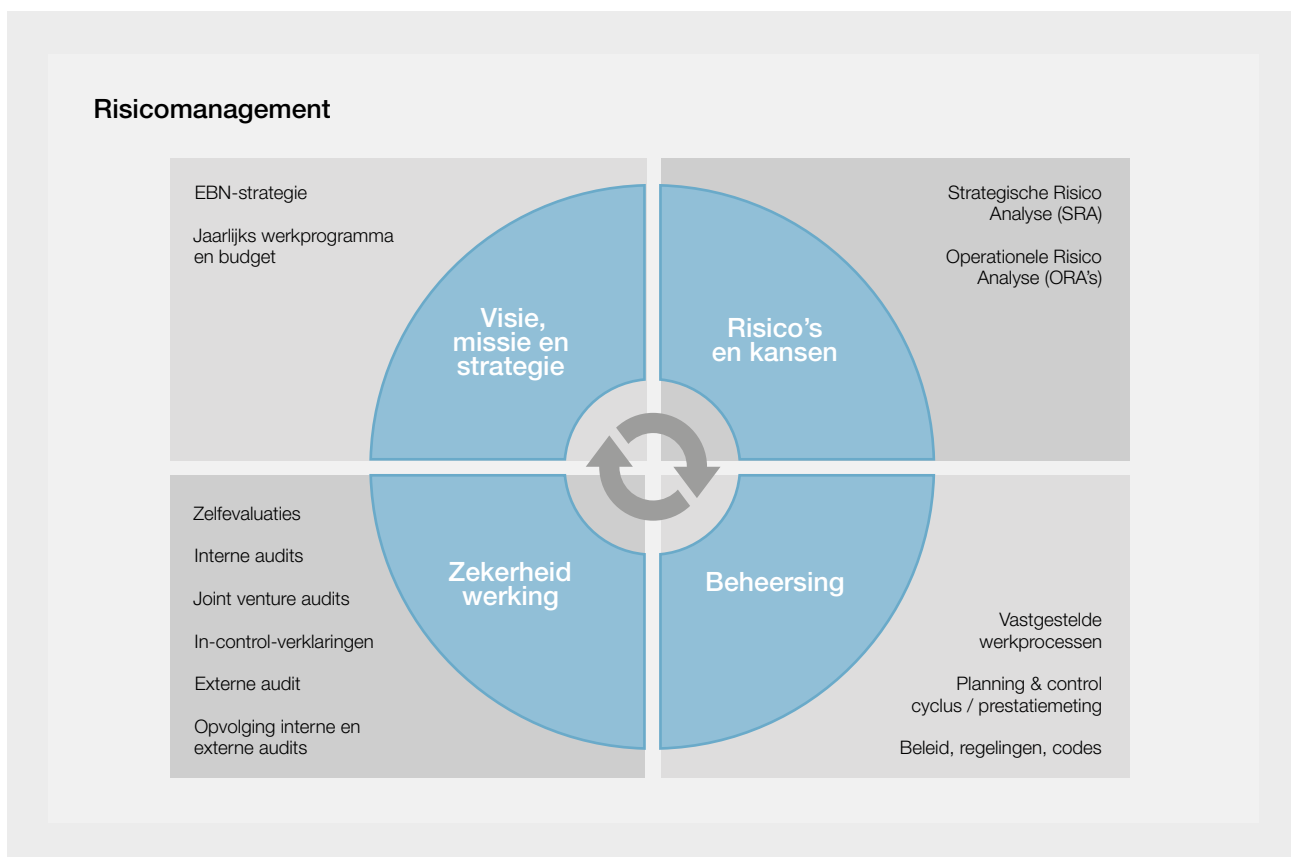 Risicomanagement
EBN-strategie
Jaarlijks werkprogramma
en budget
Visie,
missie en
strategie
Strategische Risico
Analyse (SRA)
Operationele Risico
Analyse (ORA's)
Risico's
en kansen
Zelfevaluaties
Interne audits
Joint venture audits
In-control-verklaringen
Externe audit
Opvolging interne en
externe audits
Zekerheid
werking
Beheersing
Vastgestelde
werkprocessen
Planning & control
cyclus / prestatiemeting
Beleid, regelingen, codes